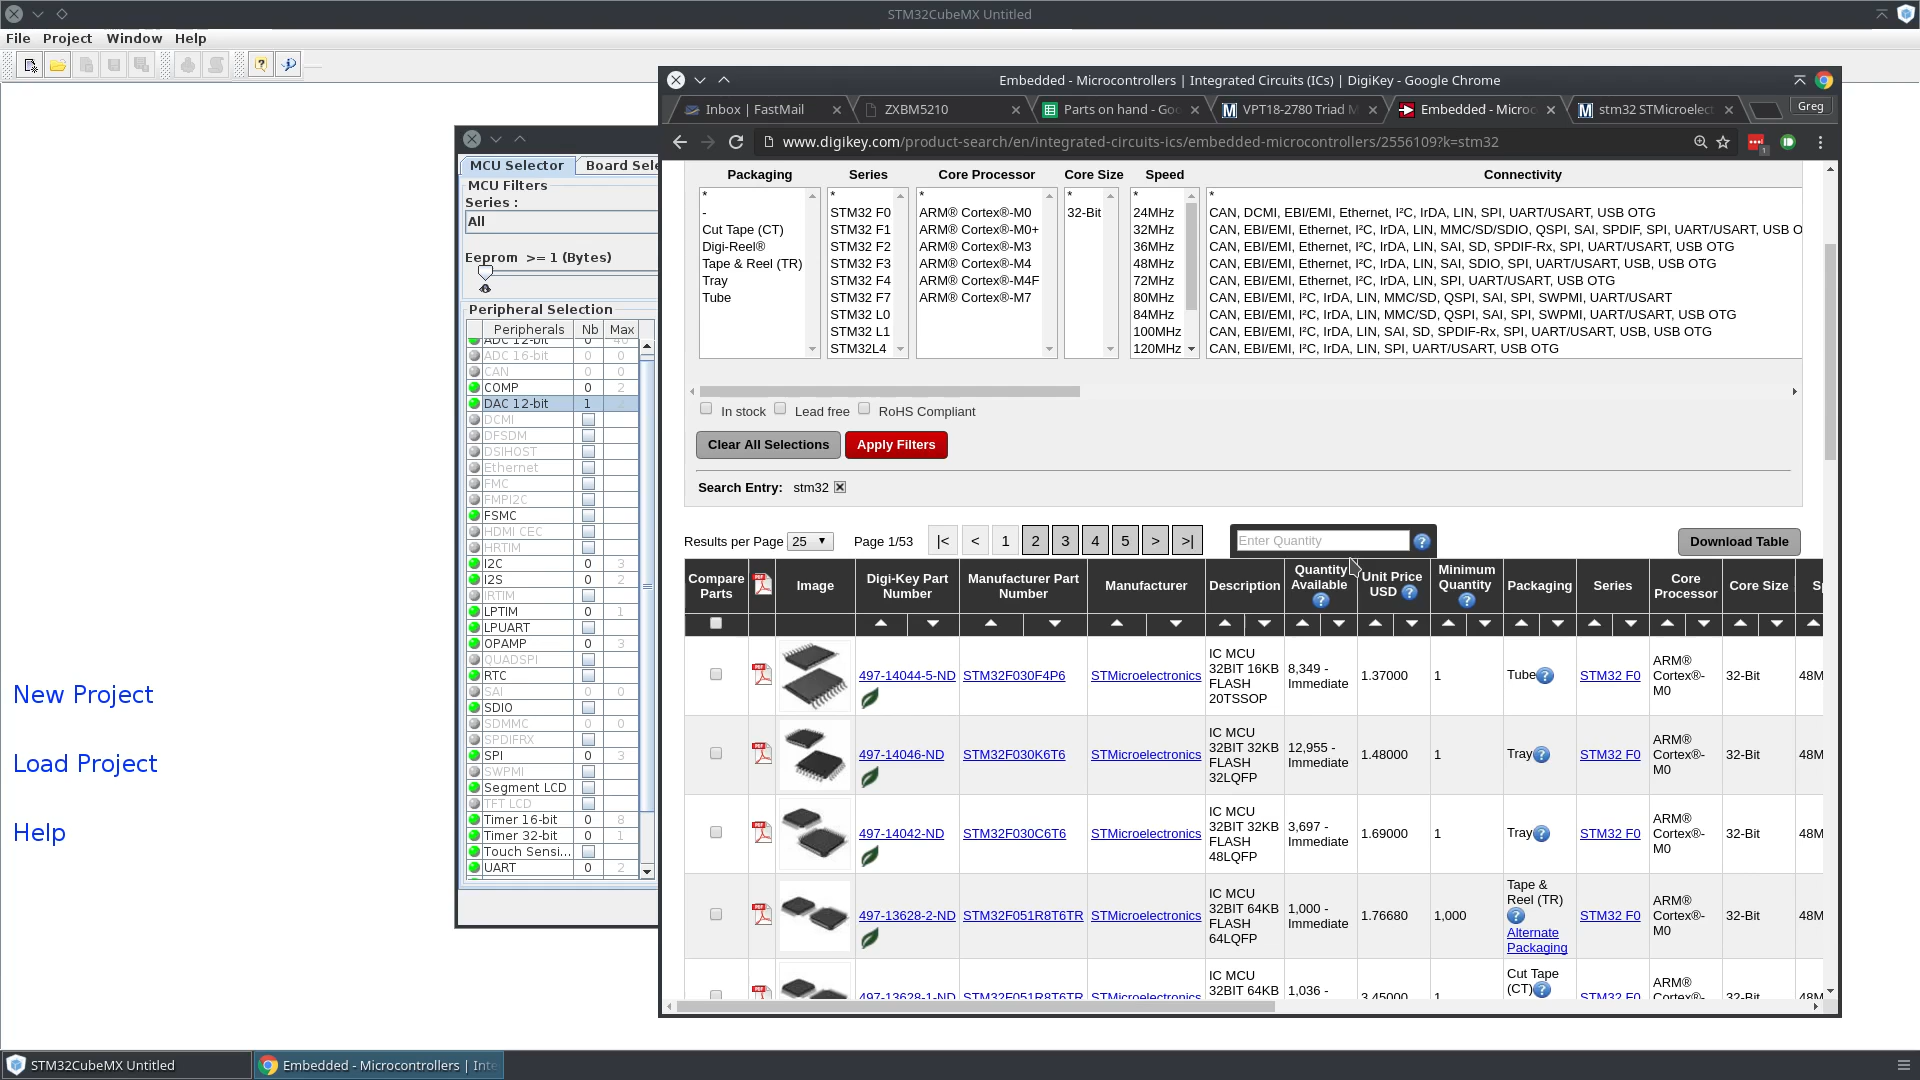 STM32CubeMX Untitled
File Project Window Help
New Project
Load Project
Help
MCU Selector Board Sele
MCU Filters
Series :
All
Eeprom >= 1 (Bytes)
Peripheral Selection
Peripherals Nb Max
ADC 12-bit 0 40
ADC 16-bit 0 0
CAN 0 0
COMP 0 2
DAC 12-bit 1
DCMI
DFSDM
DSIHOST
Ethernet
FMC
FMPI2C
FSMC
HDMI CEC
HRTIM
I2C 0 3
I2S 0 2
IRTIM
LPTIM 0 1
LPUART
OPAMP 0 3
QUADSPI
RTC
SAI 0 0
SDIO
SDMMC 0 0
SPDIFRX
SPI 0 3
SWPMI
Segment LCD
TFT LCD
Timer 16-bit 0 8
Timer 32-bit 0 1
Touch Sensi...
UART 0 2
Embedded - Microcontrollers | Integrated Circuits (ICs) | DigiKey - Google Chrome
Inbox | FastMail ZXBM5210 Parts on hand - Goo VPT18-2780 Triad M Embedded - Microc stm32 STMicroelect Greg
www.digikey.com/product-search/en/integrated-circuits-ics/embedded-microcontrollers/2556109?k=stm32
Packaging Series Core Processor Core Size Speed Connectivity
* * * * * *
- STM32 F0 ARM® Cortex®-M0 32-Bit 24MHz CAN, DCMI, EBI/EMI, Ethernet, I²C, IrDA, LIN, SPI, UART/USART, USB OTG
Cut Tape (CT) STM32 F1 ARM® Cortex®-M0+ 32MHz CAN, EBI/EMI, Ethernet, I²C, IrDA, LIN, MMC/SD/SDIO, QSPI, SAI, SPDIF, SPI, UART/USART, USB O
Digi-Reel® STM32 F2 ARM® Cortex®-M3 36MHz CAN, EBI/EMI, Ethernet, I²C, IrDA, LIN, SAI, SD, SPDIF-Rx, SPI, UART/USART, USB OTG
Tape & Reel (TR) STM32 F3 ARM® Cortex®-M4 48MHz CAN, EBI/EMI, Ethernet, I²C, IrDA, LIN, SAI, SDIO, SPI, UART/USART, USB, USB OTG
Tray STM32 F4 ARM® Cortex®-M4F 72MHz CAN, EBI/EMI, Ethernet, I²C, IrDA, LIN, SPI, UART/USART, USB OTG
Tube STM32 F7 ARM® Cortex®-M7 80MHz CAN, EBI/EMI, I²C, IrDA, LIN, MMC/SD, QSPI, SAI, SPI, SWPMI, UART/USART
STM32 L0 84MHz CAN, EBI/EMI, I²C, IrDA, LIN, MMC/SD, QSPI, SAI, SPI, SWPMI, UART/USART, USB OTG
STM32 L1 100MHz CAN, EBI/EMI, I²C, IrDA, LIN, SAI, SD, SPDIF-Rx, SPI, UART/USART, USB, USB OTG
STM32L4 120MHz CAN, EBI/EMI, I²C, IrDA, LIN, SPI, UART/USART, USB OTG
In stock Lead free RoHS Compliant
Clear All Selections Apply Filters
Search Entry: stm32
Results per Page 25 Page 1/53 |< < 1 2 3 4 5 > >| Enter Quantity Download Table
Compare Parts Image Digi-Key Part Number Manufacturer Part Number Manufacturer Description Quantity Available Unit Price USD Minimum Quantity Packaging Series Core Processor Core Size Sp
497-14044-5-ND STM32F030F4P6 STMicroelectronics IC MCU 32BIT 16KB FLASH 20TSSOP 8,349 - Immediate 1.37000 1 Tube STM32 F0 ARM® Cortex®-M0 32-Bit 48M
497-14046-ND STM32F030K6T6 STMicroelectronics IC MCU 32BIT 32KB FLASH 32LQFP 12,955 - Immediate 1.48000 1 Tray STM32 F0 ARM® Cortex®-M0 32-Bit 48M
497-14042-ND STM32F030C6T6 STMicroelectronics IC MCU 32BIT 32KB FLASH 48LQFP 3,697 - Immediate 1.69000 1 Tray STM32 F0 ARM® Cortex®-M0 32-Bit 48M
497-13628-2-ND STM32F051R8T6TR STMicroelectronics IC MCU 32BIT 64KB FLASH 64LQFP 1,000 - Immediate 1.76680 1,000 Tape & Reel (TR) Alternate Packaging STM32 F0 ARM® Cortex®-M0 32-Bit 48M
497-13628-1-ND STM32F051R8T6TR STMicroelectronics IC MCU 32BIT 64KB 1,036 - 3.45000 1 Cut Tape (CT) STM32 F0 ARM® Cortex®- 32-Bit 48M
STM32CubeMX Untitled Embedded - Microcontrollers | Inte